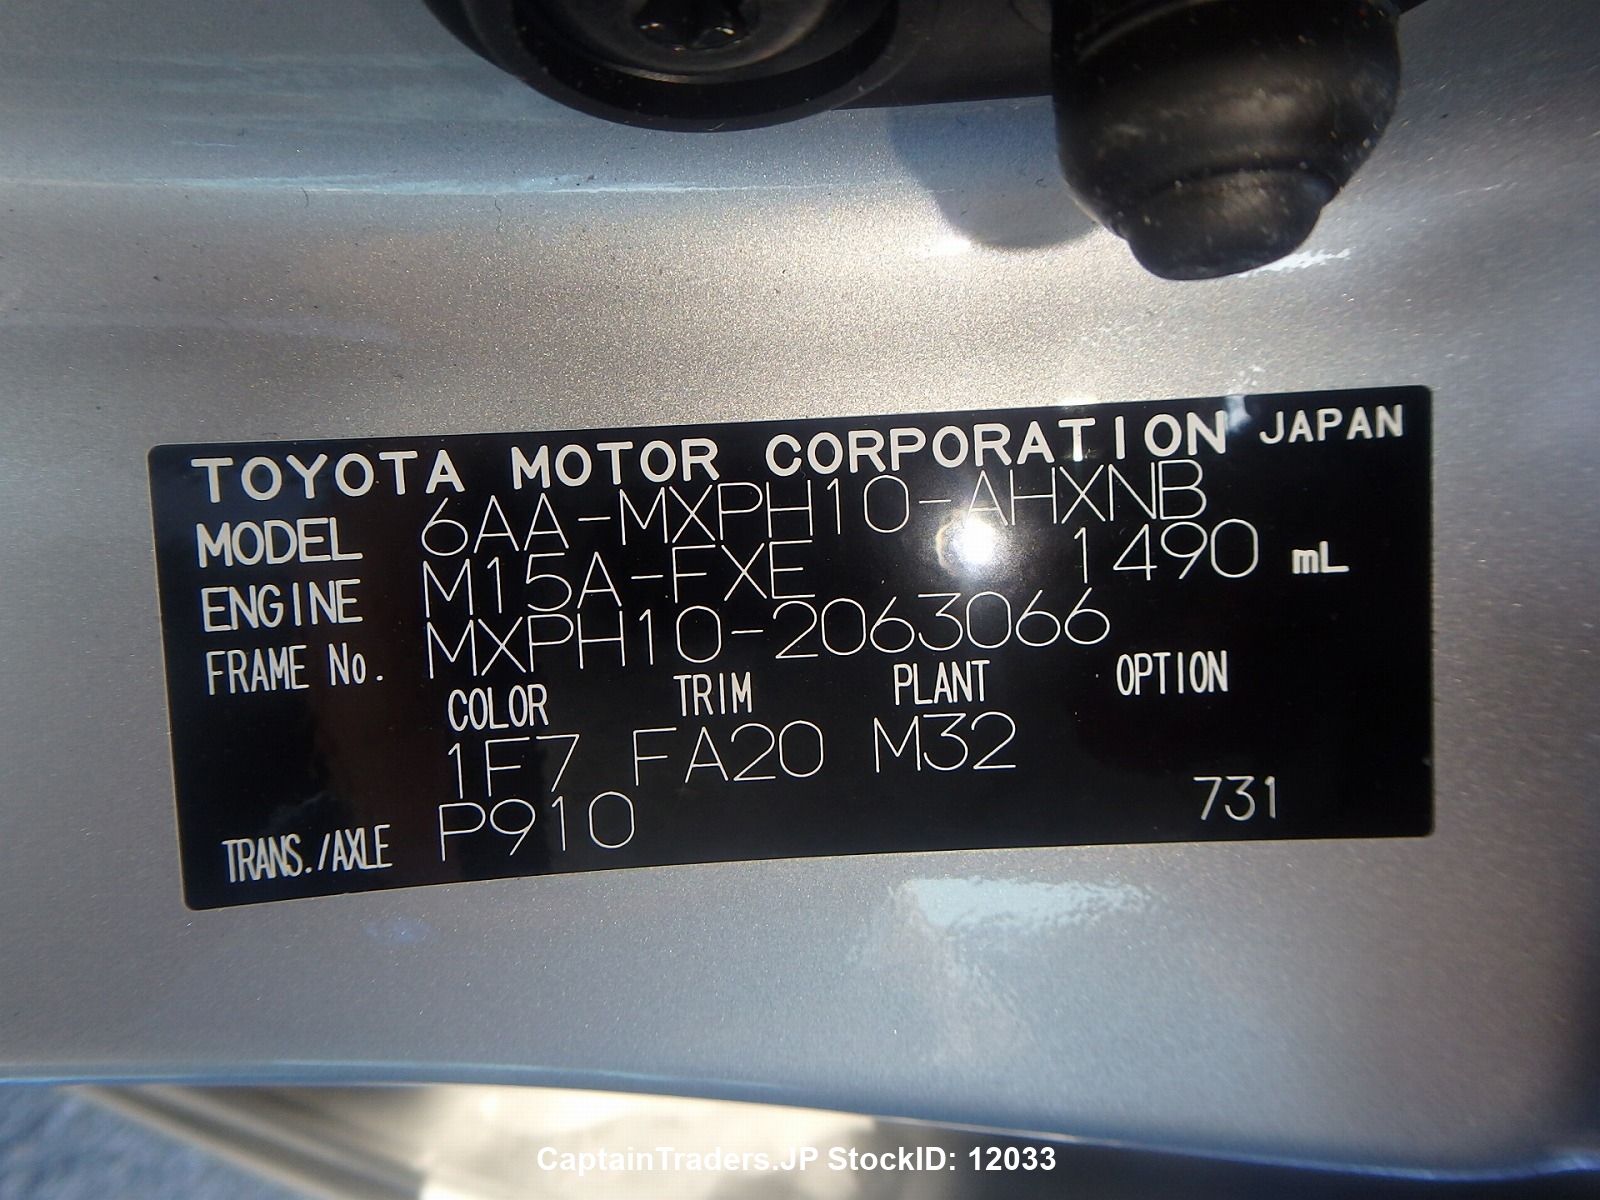 TOYOTA MOTOR CORPORATION JAPAN
MODEL 6AA-MXPH10-AHXNB
ENGINE M15A-FXE 1490 mL
FRAME No. MXPH10-2063066
COLOR TRIM PLANT OPTION
1F7 FA20 M32
TRANS./AXLE P910 731
CaptainTraders.JP StockID: 12033